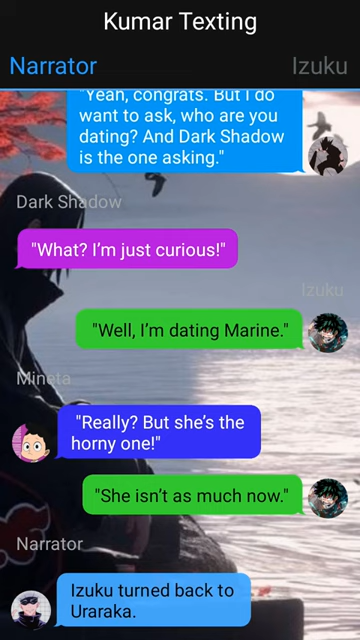 Kumar Texting
Narrator
Izuku
"Yeah, congrats. But I do
want to ask, who are you
dating? And Dark Shadow
is the one asking."
Dark Shadow
"What? I’m just curious!"
Izuku
"Well, I’m dating Marine."
Mineta
"Really? But she’s the
horny one!"
"She isn’t as much now."
Narrator
Izuku turned back to
Uraraka.